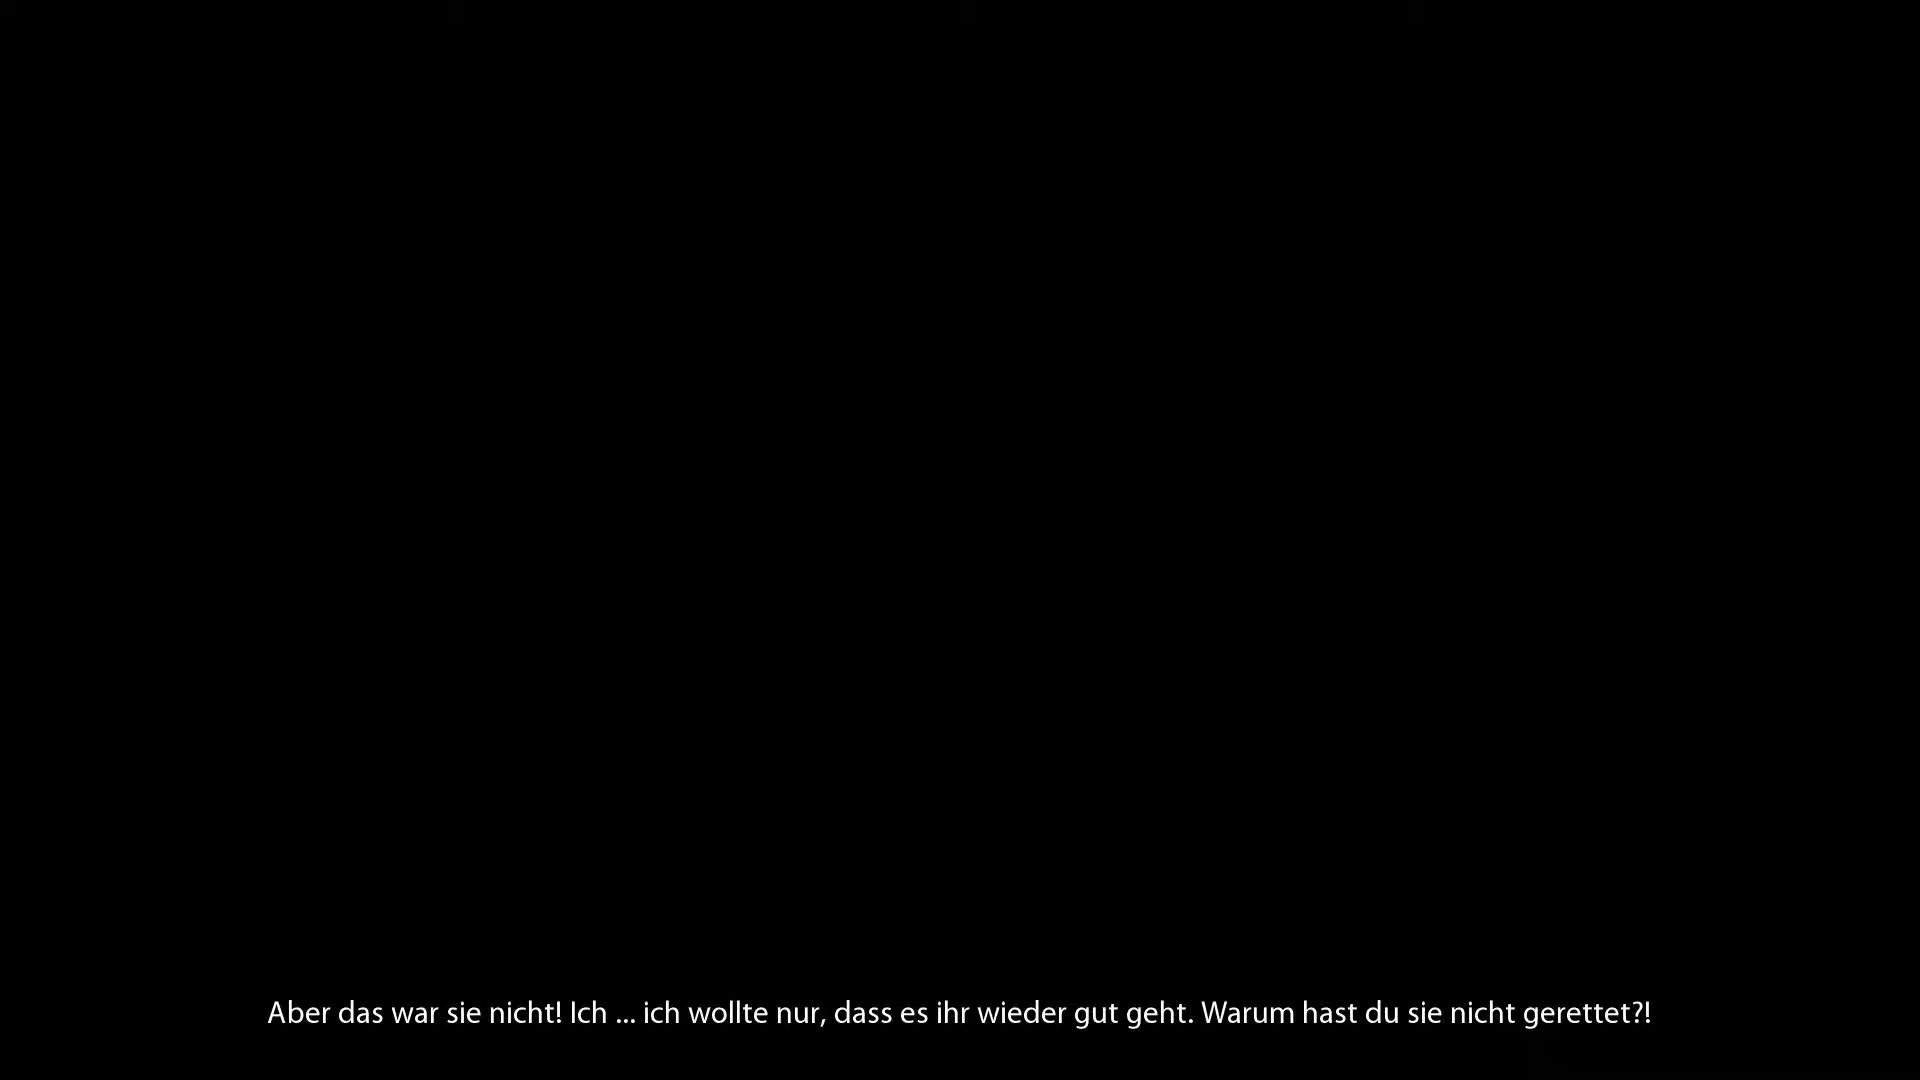 Aber das war sie nicht! Ich ... ich wollte nur, dass es ihr wieder gut geht. Warum hast du sie nicht gerettet?!